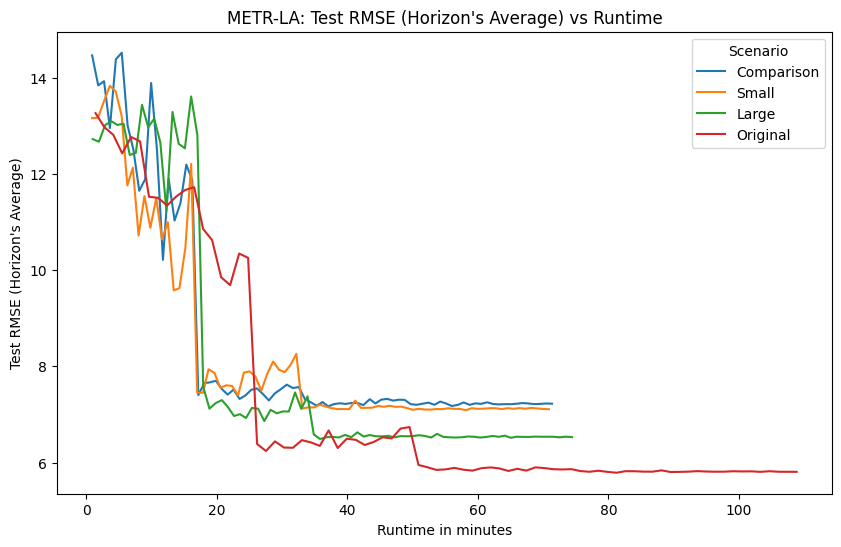 METR-LA: Test RMSE (Horizon's Average) vs Runtime
Scenario
Comparison
Small
Large
Original
Test RMSE (Horizon's Average)
14
12
10
8
6
0
20
40
60
80
100
Runtime in minutes